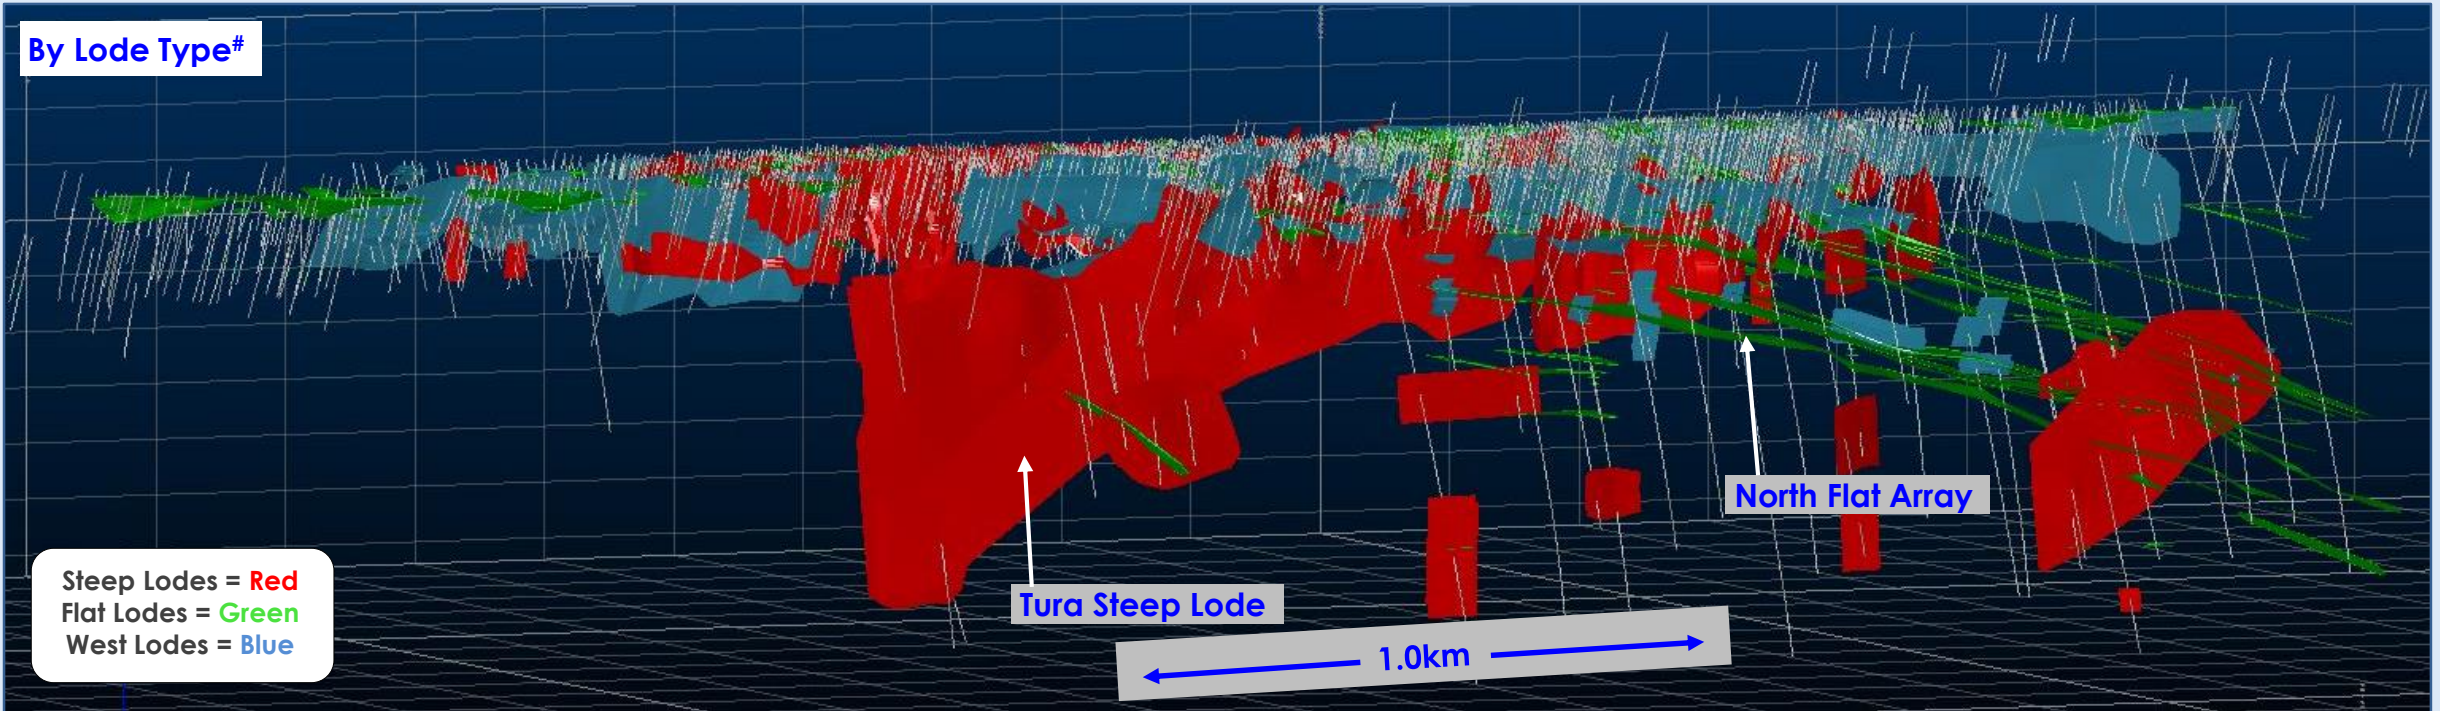 By Lode Type#
Steep Lodes = Red
Flat Lodes = Green
West Lodes = Blue
Tura Steep Lode
North Flat Array
1.0km